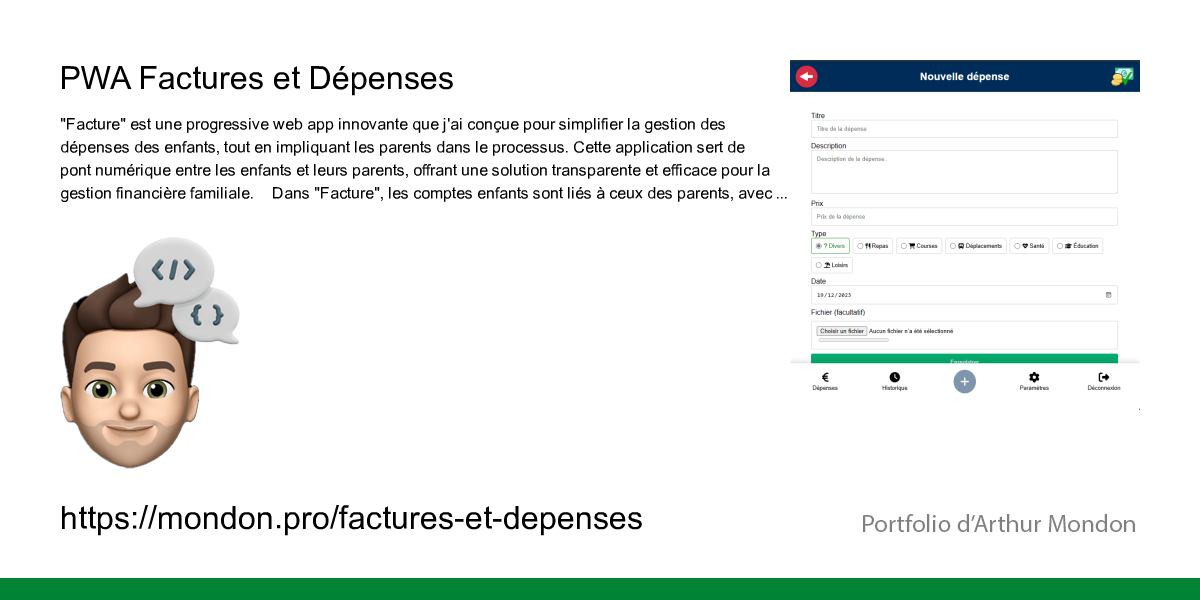 PWA Factures et Dépenses
"Facture" est une progressive web app innovante que j'ai conçue pour simplifier la gestion des
dépenses des enfants, tout en impliquant les parents dans le processus. Cette application sert de
pont numérique entre les enfants et leurs parents, offrant une solution transparente et efficace pour la
gestion financière familiale. Dans "Facture", les comptes enfants sont liés à ceux des parents, avec ...
</>
{ }
https://mondon.pro/factures-et-depenses
Nouvelle dépense
Titre
Titre de la dépense
Description
Description de la dépense.
Prix
Prix de la dépense
Type
? Divers Repas Courses Déplacements Santé Éducation
Loisirs
Date
19/12/2023
Fichier (facultatif)
Choisir un fichier Aucun fichier n'a été sélectionné
Enregistrer
Dépenses Historique + Paramètres Déconnexion
Portfolio d'Arthur Mondon